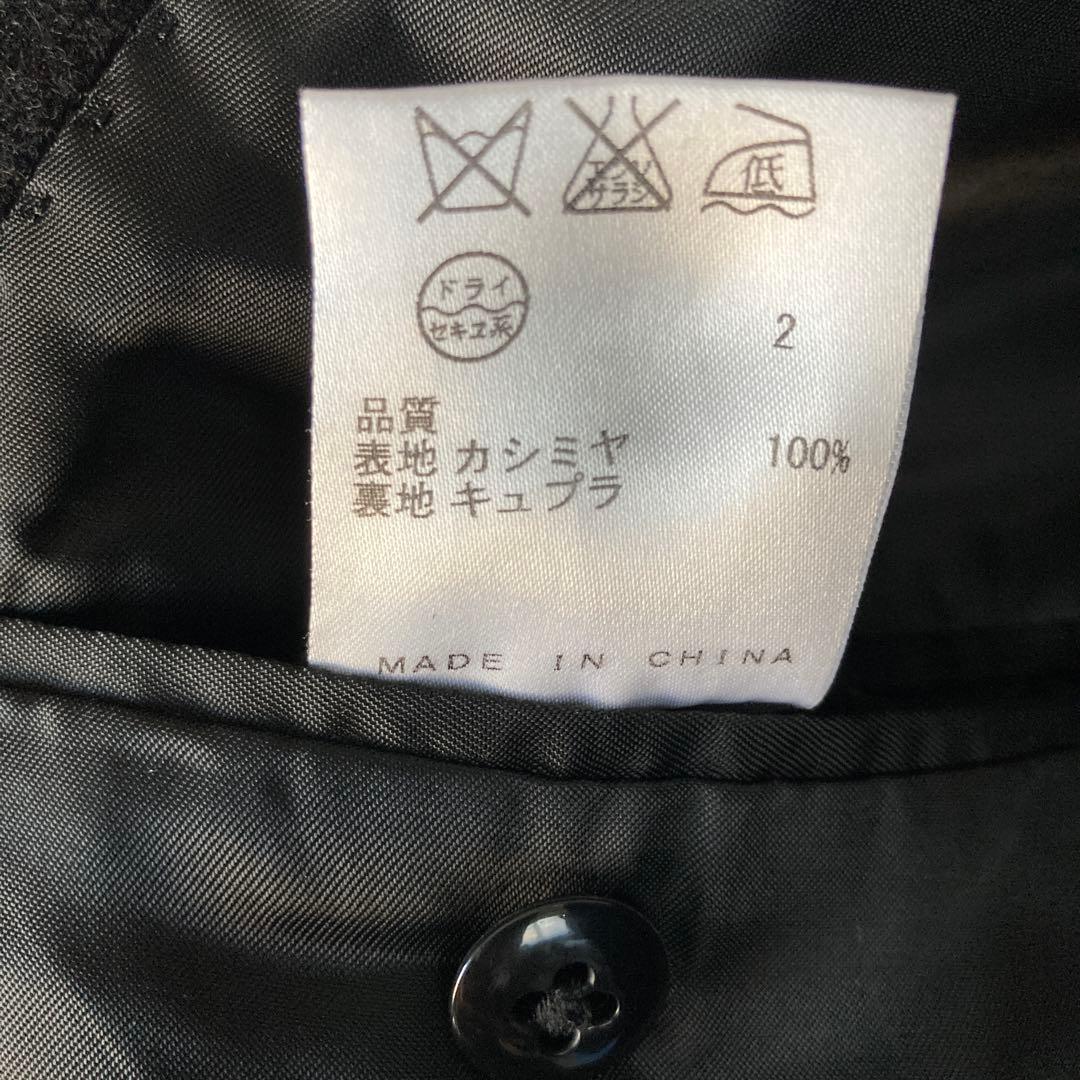 エンソ
サラシ
低
ドライ
セキユ系
2
品質
表地 カシミヤ 100%
裏地 キュプラ
MADE IN CHINA